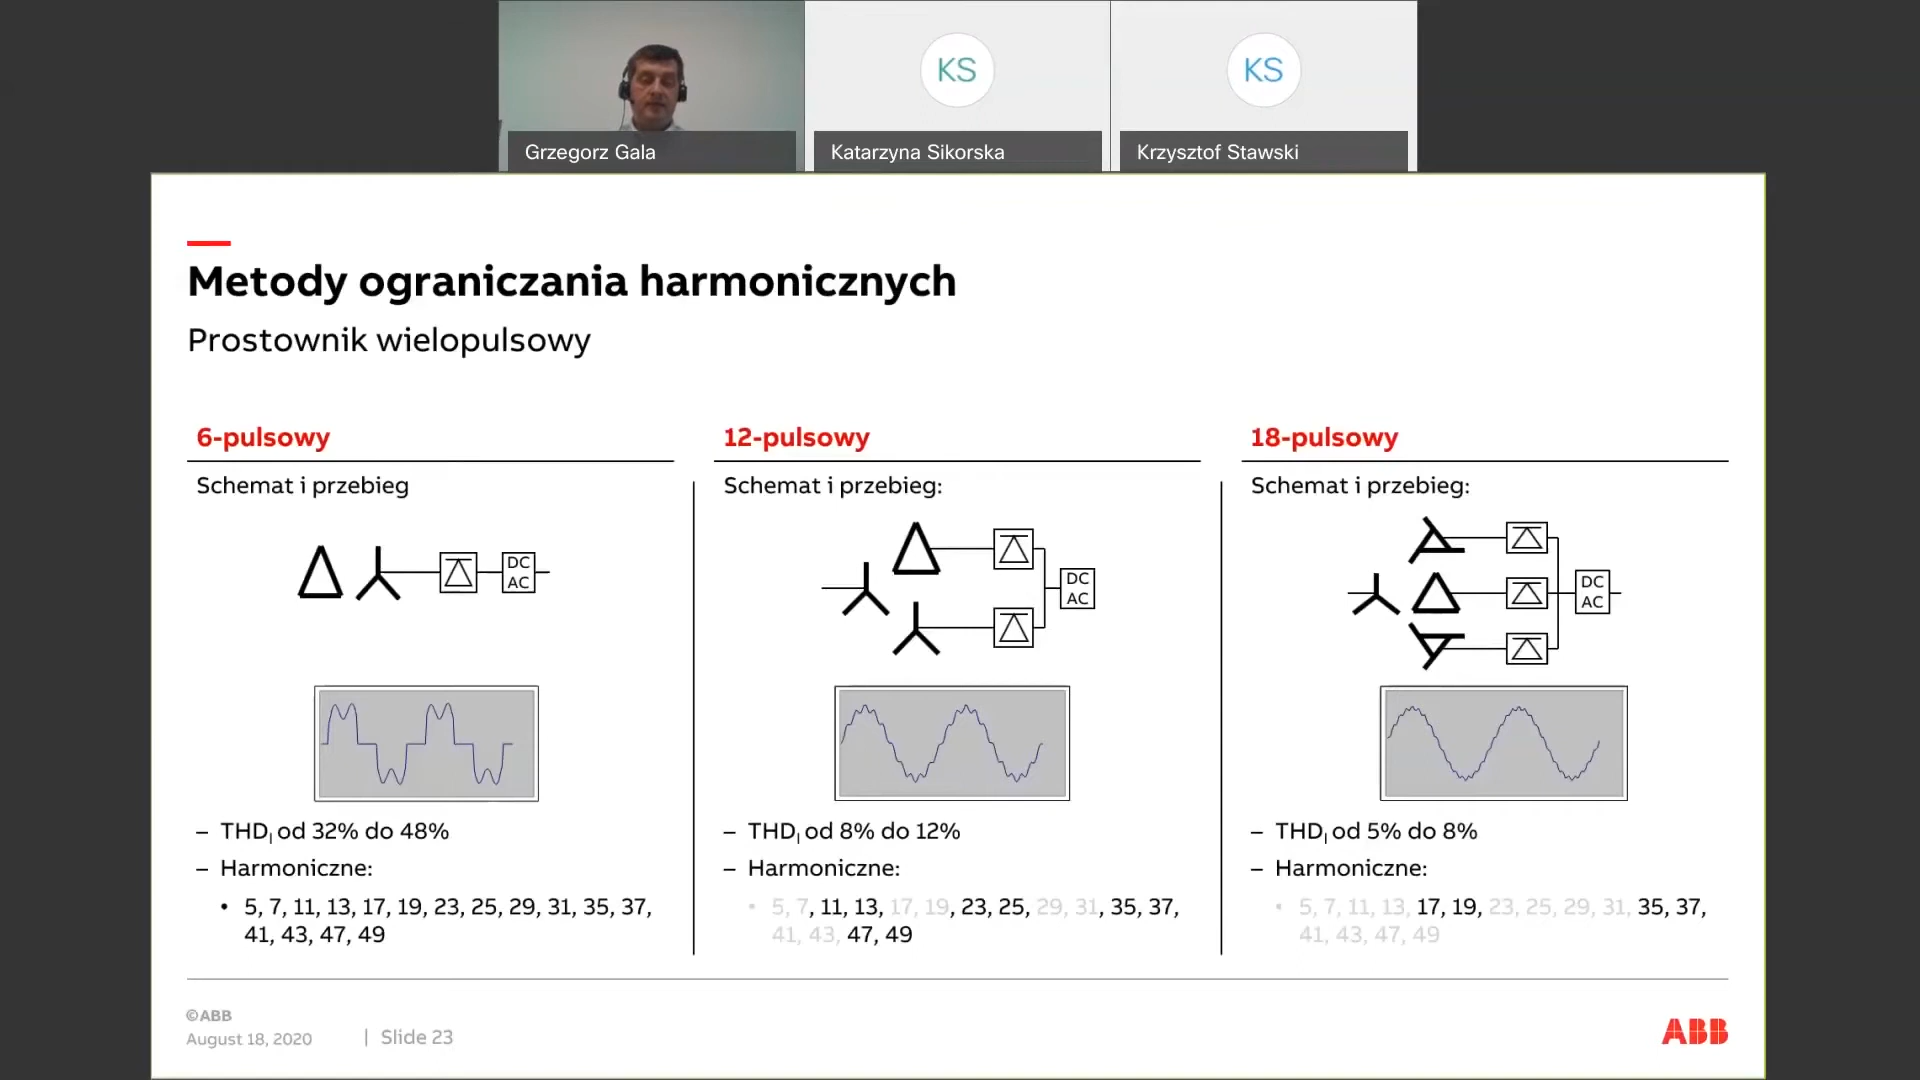 KS
KS
Grzegorz Gala
Katarzyna Sikorska
Krzysztof Stawski
Metody ograniczania harmonicznych
Prostownik wielopulsowy
6-pulsowy
Schemat i przebieg
DC
AC
– THDI od 32% do 48%
– Harmoniczne:
• 5, 7, 11, 13, 17, 19, 23, 25, 29, 31, 35, 37,
41, 43, 47, 49
12-pulsowy
Schemat i przebieg:
DC
AC
– THDI od 8% do 12%
– Harmoniczne:
• 5, 7, 11, 13, 17, 19, 23, 25, 29, 31, 35, 37,
41, 43, 47, 49
18-pulsowy
Schemat i przebieg:
DC
AC
– THDI od 5% do 8%
– Harmoniczne:
• 5, 7, 11, 13, 17, 19, 23, 25, 29, 31, 35, 37,
41, 43, 47, 49
©ABB
August 18, 2020 | Slide 23
ABB